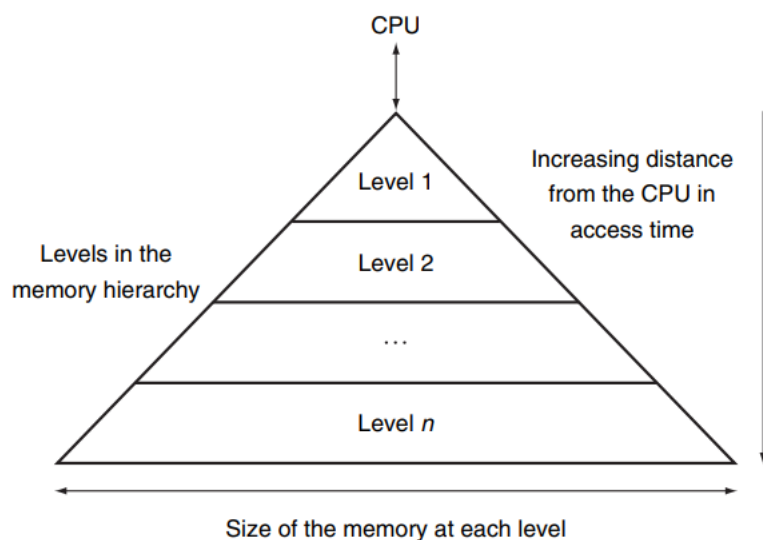 CPU
Level 1
Increasing distance
from the CPU in
access time
Levels in the
memory hierarchy
Level 2
...
Level n
Size of the memory at each level